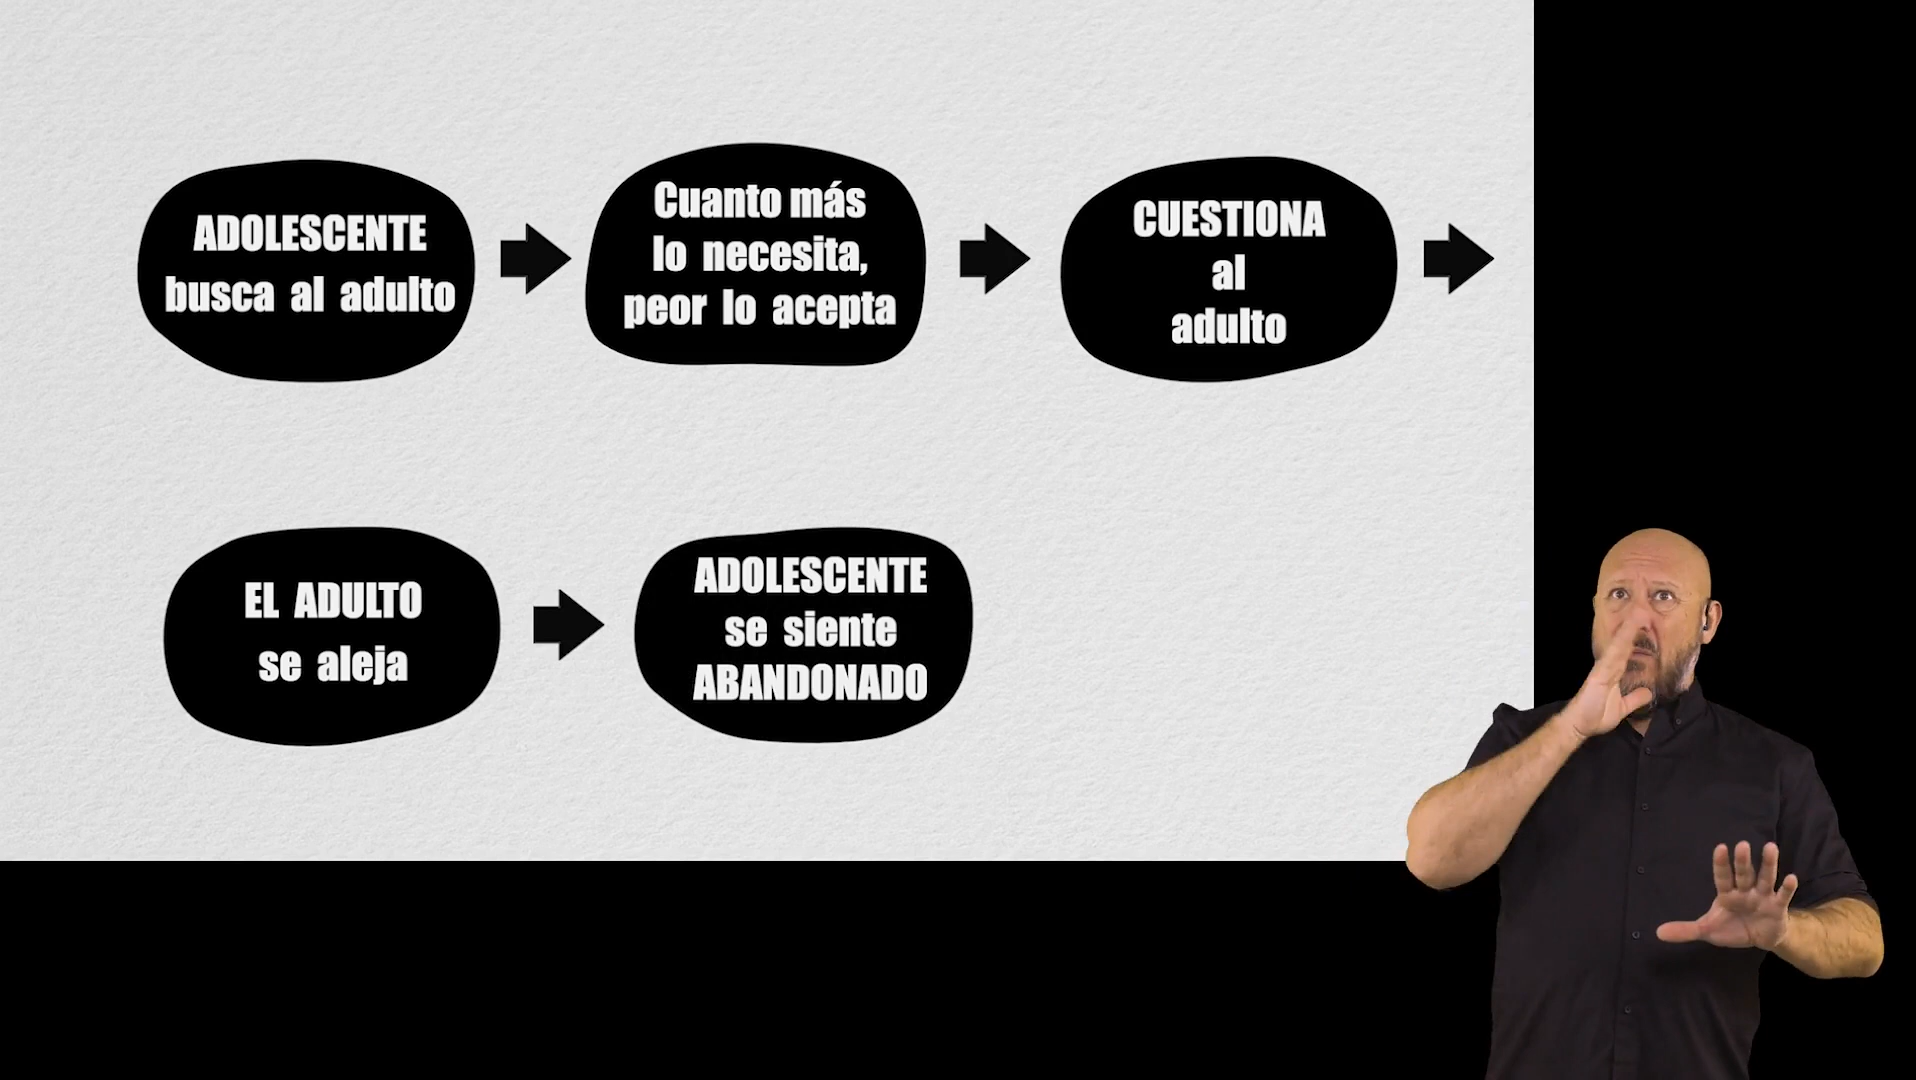 ADOLESCENTE
busca al adulto
Cuanto más
lo necesita,
peor lo acepta
CUESTIONA
al
adulto
EL ADULTO
se aleja
ADOLESCENTE
se siente
ABANDONADO